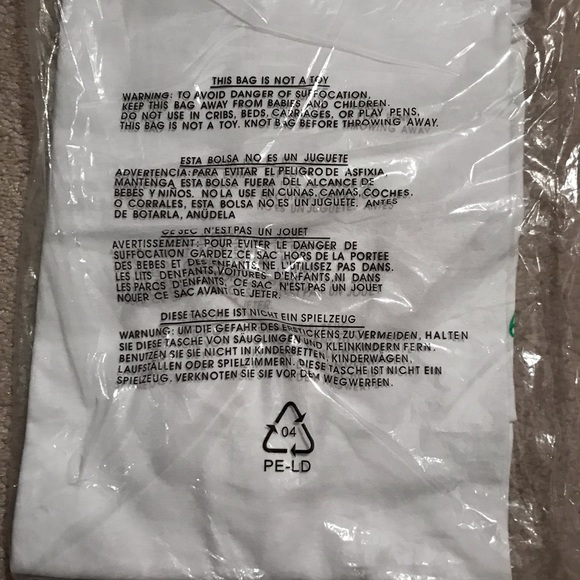 THIS BAG IS NOT A TOY
WARNING: TO AVOID DANGER OF SUFFOCATION,
KEEP THIS BAG AWAY FROM BABIES AND CHILDREN.
DO NOT USE IN CRIBS, BEDS, CARRIAGES, OR PLAY PENS,
THIS BAG IS NOT A TOY. KNOT BAG BEFORE THROWING AWAY.
ESTA BOLSA NO ES UN JUGUETE
ADVERTENCIA: PARA EVITAR EL PELIGRO DE ASFIXIA,
MANTENGA ESTA BOLSA FUERA DEL ALCANCE DE
BEBÉS Y NIÑOS. NO LA USE EN CUNAS, CAMAS, COCHES,
O CORRALES, ESTA BOLSA NO ES UN JUGUETE. ANTES
DE BOTARLA, ANÚDELA
CE SEC N'EST PAS UN JOUET
AVERTISSEMENT: POUR EVITER LE DANGER DE
SUFFOCATION GARDEZ CE SAC HORS DE LA PORTEE
DES BEBES ET DES ENFANTS, NE L'UTILISEZ PAS DANS.
LES LITS D'ENFANTS, VOITURES D'ENFANTS, NI DANS
LES PARCS D'ENFANTS. CE SAC N'EST PAS UN JOUET
NOUER CE SAC AVANT DE JETER.
DIESE TASCHE IST NICHT EIN SPIELZEUG
WARNUNG: UM DIE GEFAHR DES ERSTICKENS ZU VERMEIDEN, HALTEN
SIE DIESE TASCHE VON SÄUGLINGEN UND KLEINKINDERN FERN.
BENUTZEN SIE SIE NICHT IN KINDERBETTEN, KINDERWAGEN,
LAUFSTÄLLEN ODER SPIELZIMMERN. DIESE TASCHE IST NICHT EIN
SPIELZEUG, VERKNOTEN SIE SIE VOR DEM WEGWERFEN.
04
PE-LD